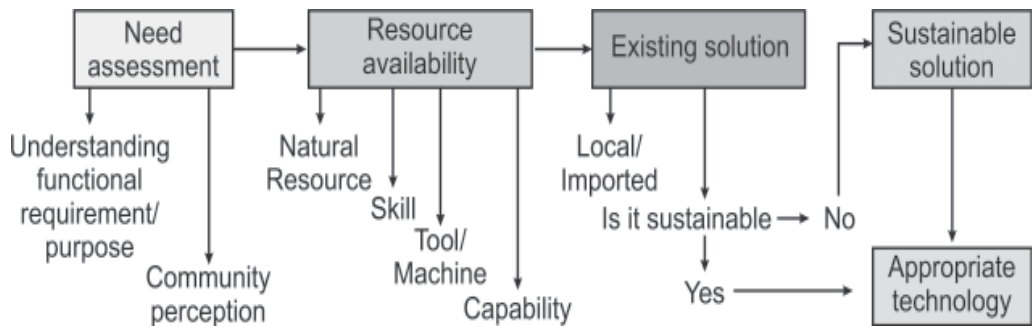 Need
assessment
Resource
availability
Existing solution
Sustainable
solution
Understanding
functional
requirement/
purpose
Community
perception
Natural
Resource
Skill
Tool/
Machine
Capability
Local/
Imported
Is it sustainable
No
Yes
Appropriate
technology